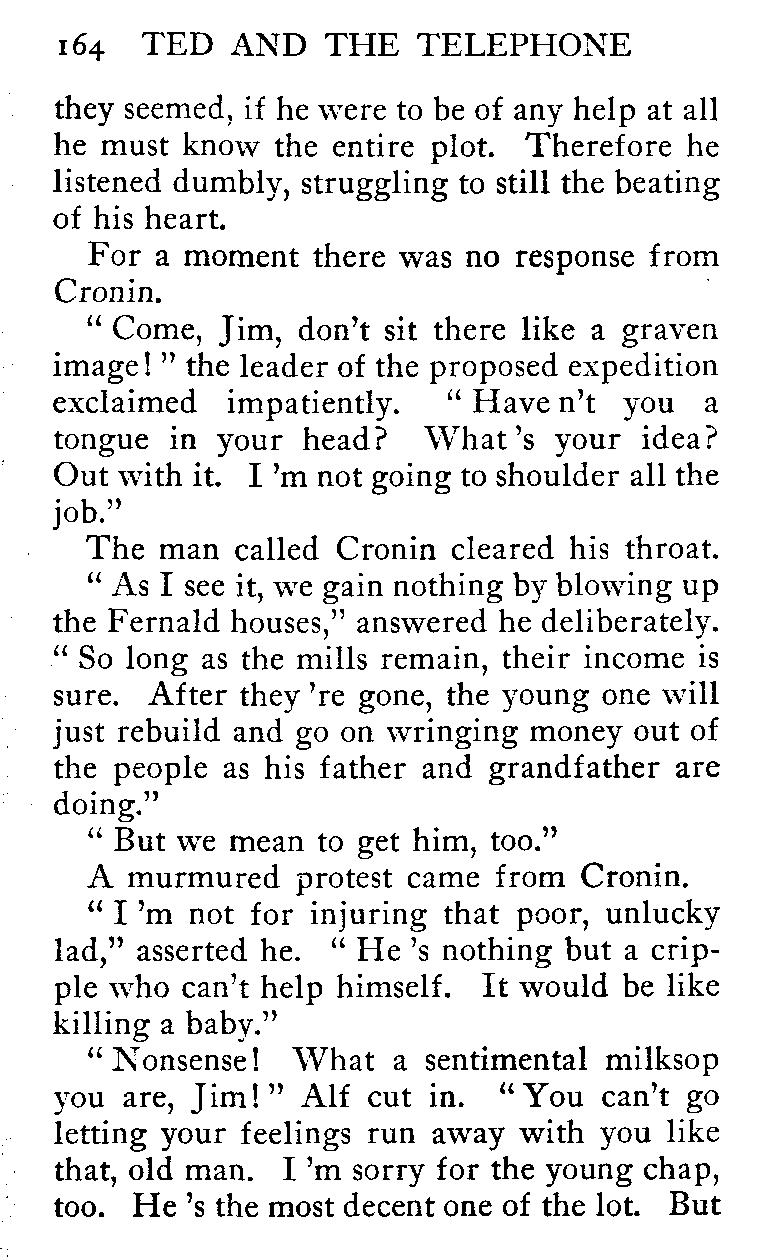 164 TED AND THE TELEPHONE
they seemed, if he were to be of any help at all
he must know the entire plot. Therefore he
listened dumbly, struggling to still the beating
of his heart.
For a moment there was no response from
Cronin.
“ Come, Jim, don’t sit there like a graven
image! ” the leader of the proposed expedition
exclaimed impatiently. “ Have n’t you a
tongue in your head? What ’s your idea?
Out with it. I ’m not going to shoulder all the
job.”
The man called Cronin cleared his throat.
“ As I see it, we gain nothing by blowing up
the Fernald houses,” answered he deliberately.
“ So long as the mills remain, their income is
sure. After they ’re gone, the young one will
just rebuild and go on wringing money out of
the people as his father and grandfather are
doing.”
“ But we mean to get him, too.”
A murmured protest came from Cronin.
“ I ’m not for injuring that poor, unlucky
lad,” asserted he. “ He ’s nothing but a crip-
ple who can’t help himself. It would be like
killing a baby.”
“ Nonsense! What a sentimental milksop
you are, Jim! ” Alf cut in. “ You can’t go
letting your feelings run away with you like
that, old man. I ’m sorry for the young chap,
too. He ’s the most decent one of the lot. But